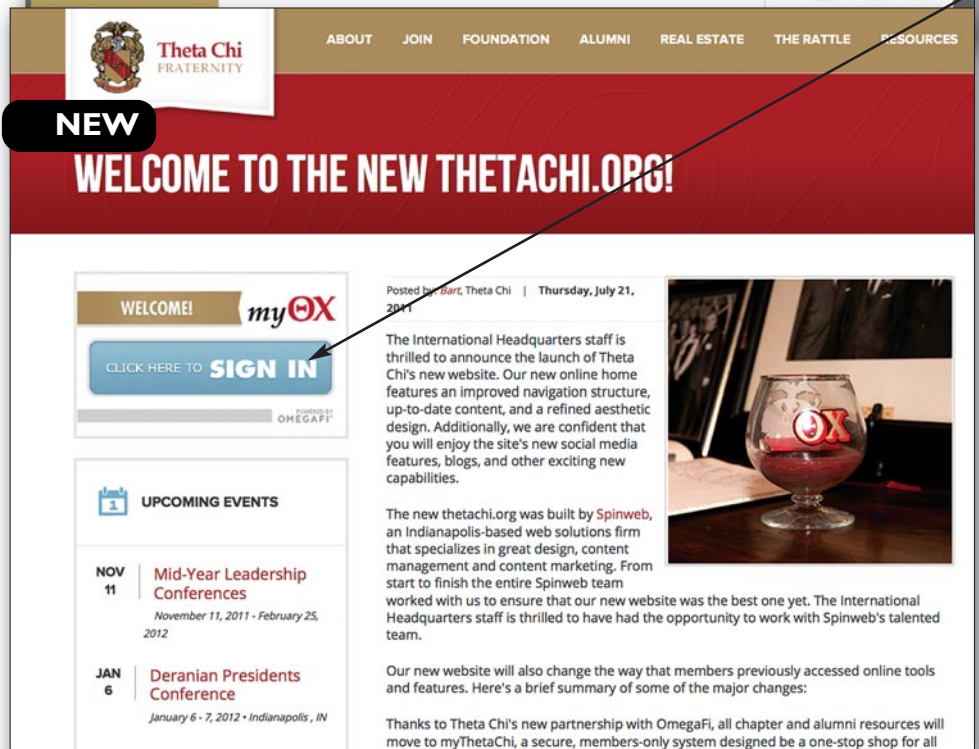 Theta Chi
FRATERNITY
ABOUT JOIN FOUNDATION ALUMNI REAL ESTATE THE RATTLE RESOURCES
NEW
WELCOME TO THE NEW THETACHI.ORG!
WELCOME! myΘX
CLICK HERE TO SIGN IN
POWERED BY
OMEGAFI
1 UPCOMING EVENTS
NOV
11
Mid-Year Leadership
Conferences
November 11, 2011 - February 25,
2012
JAN
6
Deranian Presidents
Conference
January 6 - 7, 2012 • Indianapolis , IN
Posted by: Bart, Theta Chi | Thursday, July 21,
2011
The International Headquarters staff is
thrilled to announce the launch of Theta
Chi's new website. Our new online home
features an improved navigation structure,
up-to-date content, and a refined aesthetic
design. Additionally, we are confident that
you will enjoy the site's new social media
features, blogs, and other exciting new
capabilities.
ΘX
The new thetachi.org was built by Spinweb,
an Indianapolis-based web solutions firm
that specializes in great design, content
management and content marketing. From
start to finish the entire Spinweb team
worked with us to ensure that our new website was the best one yet. The International
Headquarters staff is thrilled to have had the opportunity to work with Spinweb's talented
team.
Our new website will also change the way that members previously accessed online tools
and features. Here's a brief summary of some of the major changes:
Thanks to Theta Chi's new partnership with OmegaFi, all chapter and alumni resources will
move to myThetaChi, a secure, members-only system designed be a one-stop shop for all